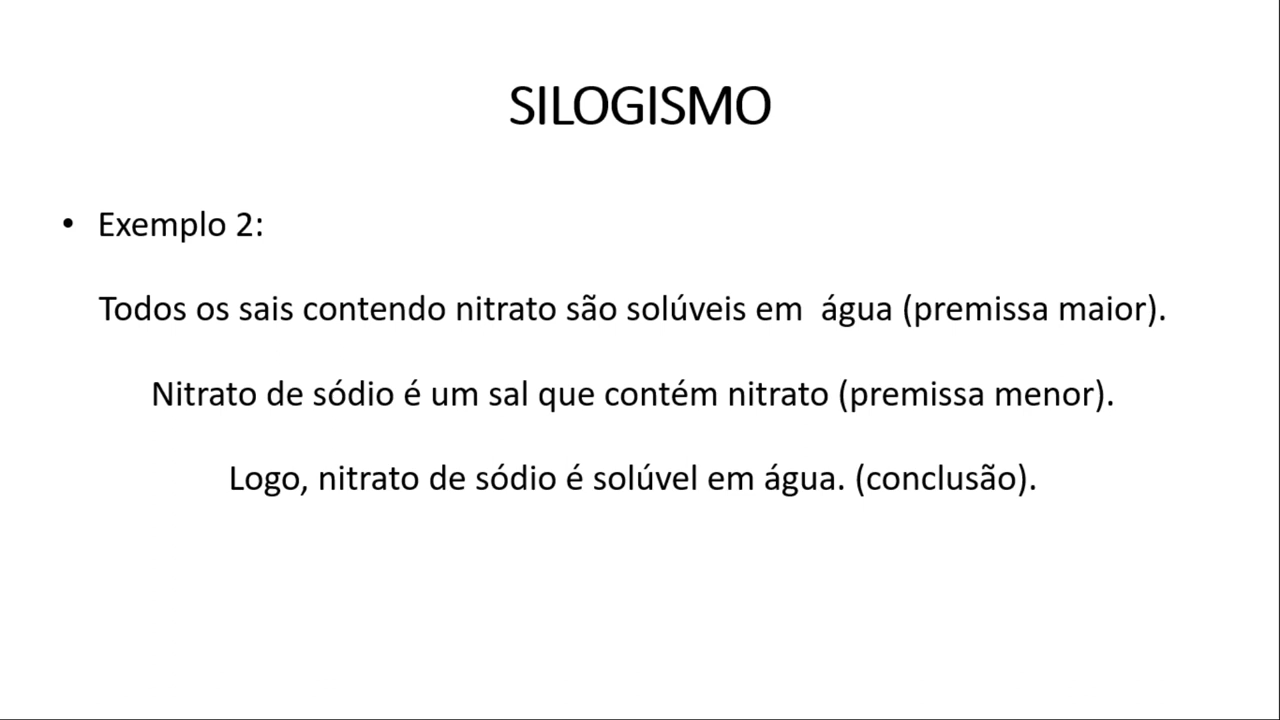 SILOGISMO
• Exemplo 2:
Todos os sais contendo nitrato são solúveis em  água (premissa maior).
Nitrato de sódio é um sal que contém nitrato (premissa menor).
Logo, nitrato de sódio é solúvel em água. (conclusão).